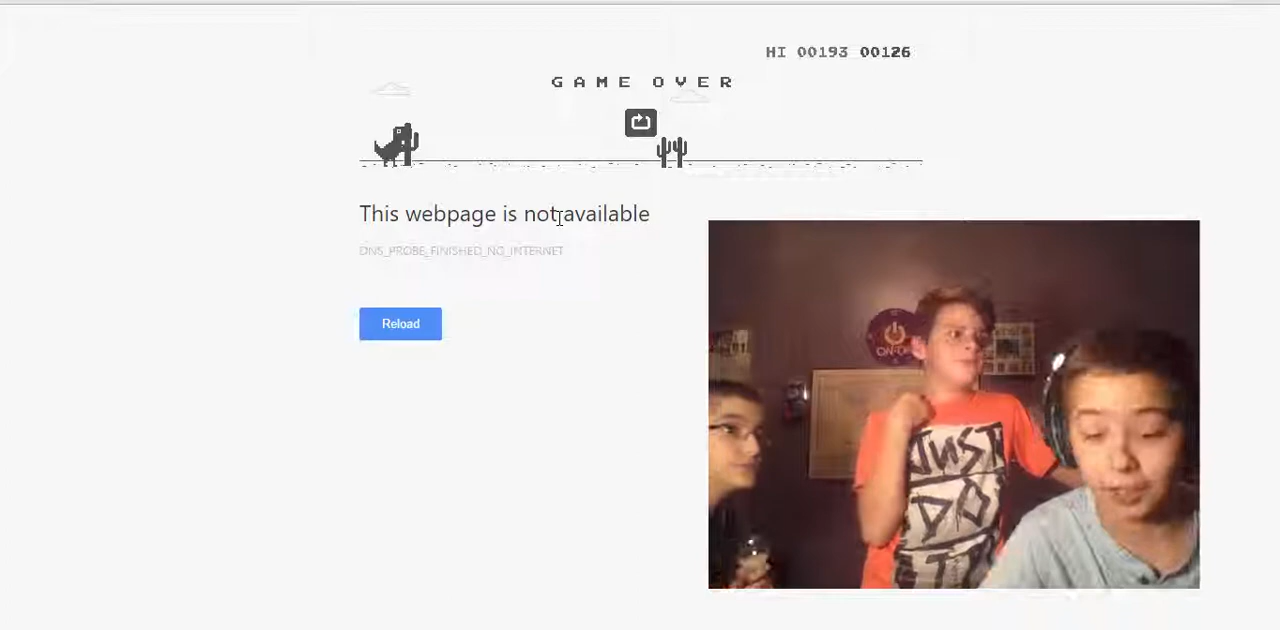 HI 00193 00126
GAME OVER
This webpage is not available
DNS_PROBE_FINISHED_NO_INTERNET
Reload
JUST
DO
IT